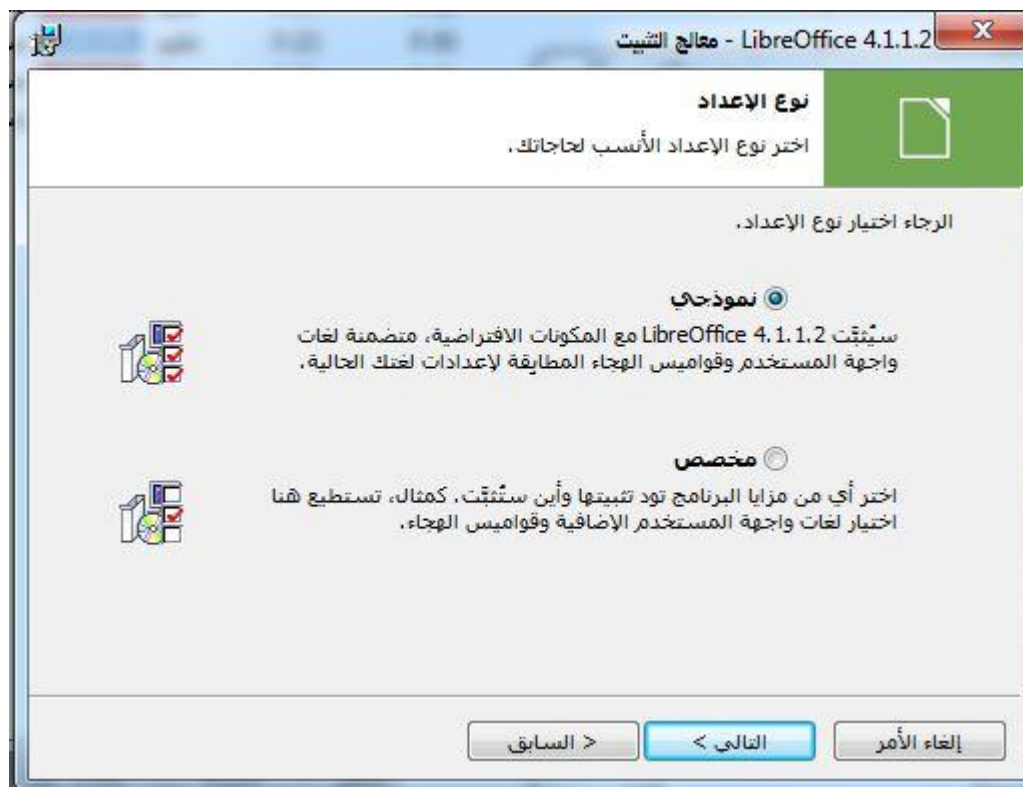 LibreOffice 4.1.1.2 - معالج التثبيت
نوع الإعداد
اختر نوع الإعداد الأنسب لحاجاتك.
الرجاء اختيار نوع الإعداد.
نموذجي
سيُثبَّت LibreOffice 4.1.1.2 مع المكونات الافتراضية، متضمنة لغات
واجهة المستخدم وقواميس الهجاء المطابقة لإعدادات لغتك الحالية.
مخصص
اختر أي من مزايا البرنامج تود تثبيتها وأين ستُثبَّت. كمثال، تستطيع هنا
اختيار لغات واجهة المستخدم الإضافية وقواميس الهجاء.
إلغاء الأمر
التالي >
< السابق